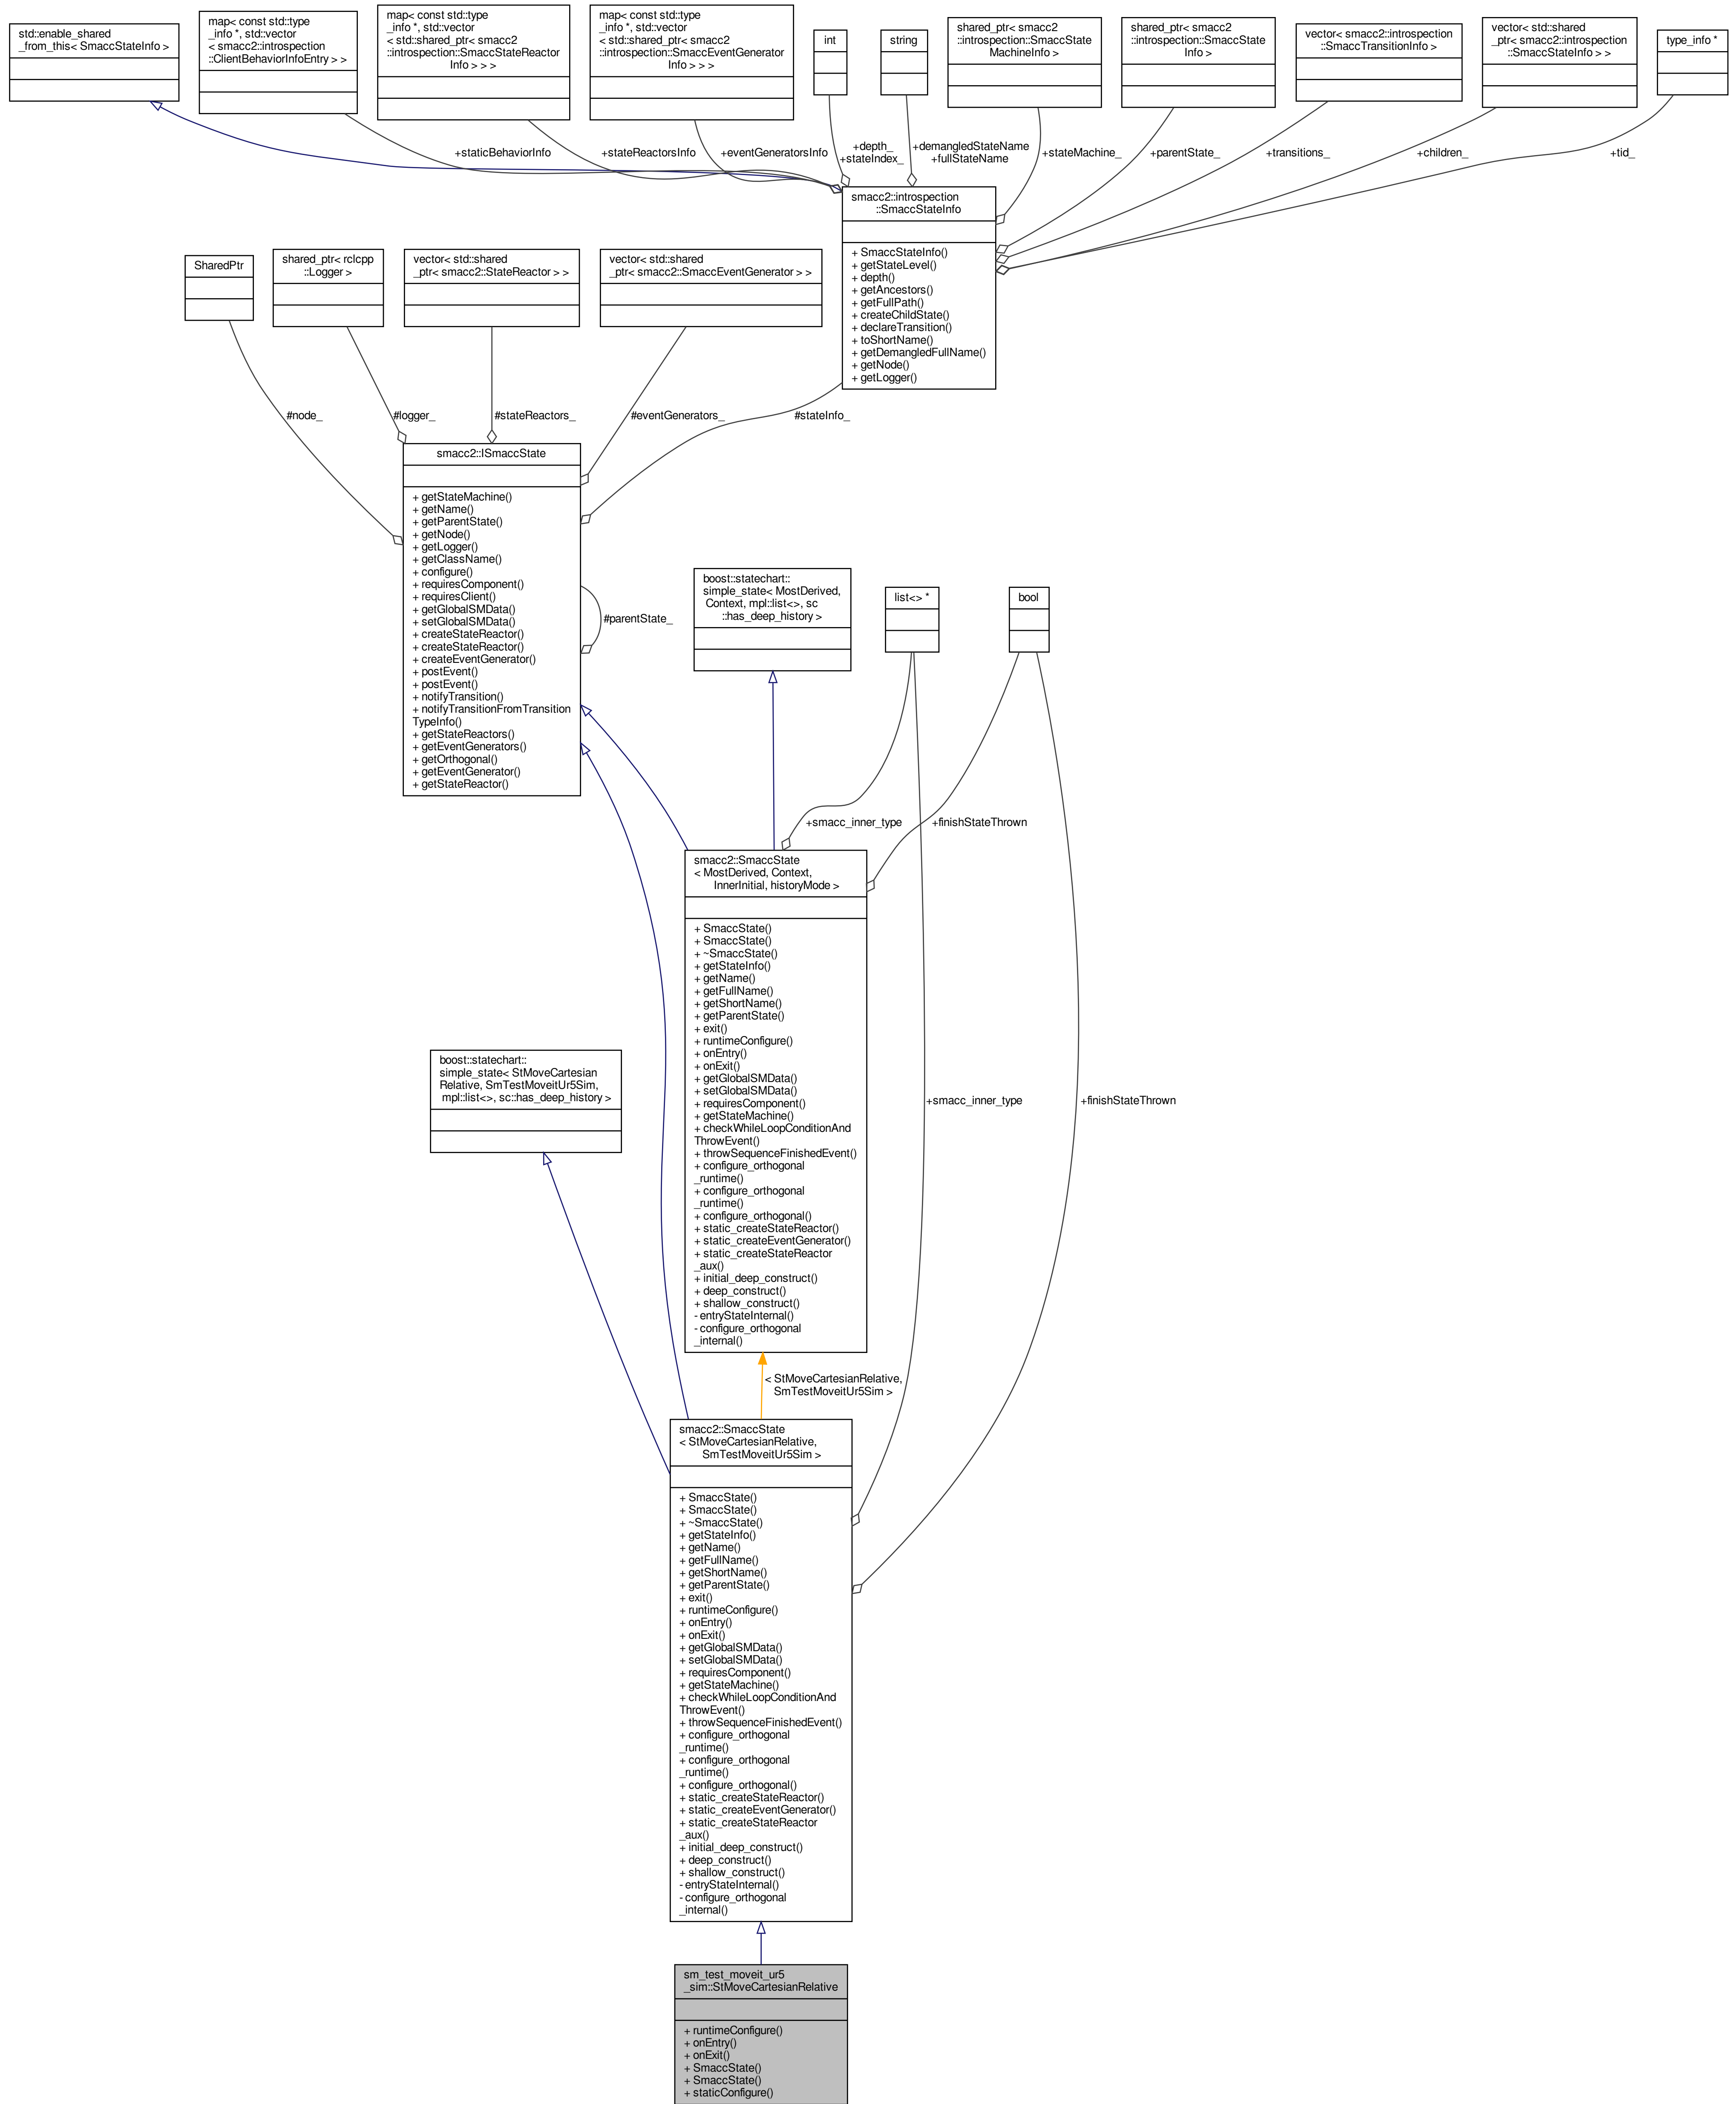 std::enable_shared
_from_this< SmaccStateInfo >
map< const std::type
_info *, std::vector
< smacc2::introspection
::ClientBehaviorInfoEntry > >
map< const std::type
_info *, std::vector
< std::shared_ptr< smacc2
::introspection::SmaccStateReactor
Info > > >
map< const std::type
_info *, std::vector
< std::shared_ptr< smacc2
::introspection::SmaccEventGenerator
Info > > >
int
string
shared_ptr< smacc2
::introspection::SmaccState
MachineInfo >
shared_ptr< smacc2
::introspection::SmaccState
Info >
vector< smacc2::introspection
::SmaccTransitionInfo >
vector< std::shared
_ptr< smacc2::introspection
::SmaccStateInfo > >
type_info *
+staticBehaviorInfo
+stateReactorsInfo
+eventGeneratorsInfo
+depth_
+stateIndex_
+demangledStateName
+fullStateName
+stateMachine_
+parentState_
+transitions_
+children_
+tid_
smacc2::introspection
::SmaccStateInfo
+ SmaccStateInfo()
+ getStateLevel()
+ depth()
+ getAncestors()
+ getFullPath()
+ createChildState()
+ declareTransition()
+ toShortName()
+ getDemangledFullName()
+ getNode()
+ getLogger()
SharedPtr
shared_ptr< rclcpp
::Logger >
vector< std::shared
_ptr< smacc2::StateReactor > >
vector< std::shared
_ptr< smacc2::SmaccEventGenerator > >
#node_
#logger_
#stateReactors_
#eventGenerators_
#stateInfo_
smacc2::ISmaccState
+ getStateMachine()
+ getName()
+ getParentState()
+ getNode()
+ getLogger()
+ getClassName()
+ configure()
+ requiresComponent()
+ requiresClient()
+ getGlobalSMData()
+ setGlobalSMData()
+ createStateReactor()
+ createStateReactor()
+ createEventGenerator()
+ postEvent()
+ postEvent()
+ notifyTransition()
+ notifyTransitionFromTransition
TypeInfo()
+ getStateReactors()
+ getEventGenerators()
+ getOrthogonal()
+ getEventGenerator()
+ getStateReactor()
#parentState_
boost::statechart::
simple_state< MostDerived,
Context, mpl::list<>, sc
::has_deep_history >
list<> *
bool
+smacc_inner_type
+finishStateThrown
smacc2::SmaccState
< MostDerived, Context,
InnerInitial, historyMode >
+ SmaccState()
+ SmaccState()
+ ~SmaccState()
+ getStateInfo()
+ getName()
+ getFullName()
+ getShortName()
+ getParentState()
+ exit()
+ runtimeConfigure()
+ onEntry()
+ onExit()
+ getGlobalSMData()
+ setGlobalSMData()
+ requiresComponent()
+ getStateMachine()
+ checkWhileLoopConditionAnd
ThrowEvent()
+ throwSequenceFinishedEvent()
+ configure_orthogonal
_runtime()
+ configure_orthogonal
_runtime()
+ configure_orthogonal()
+ static_createStateReactor()
+ static_createEventGenerator()
+ static_createStateReactor
_aux()
+ initial_deep_construct()
+ deep_construct()
+ shallow_construct()
- entryStateInternal()
- configure_orthogonal
_internal()
boost::statechart::
simple_state< StMoveCartesian
Relative, SmTestMoveitUr5Sim,
mpl::list<>, sc::has_deep_history >
+smacc_inner_type
+finishStateThrown
< StMoveCartesianRelative,
SmTestMoveitUr5Sim >
smacc2::SmaccState
< StMoveCartesianRelative,
SmTestMoveitUr5Sim >
+ SmaccState()
+ SmaccState()
+ ~SmaccState()
+ getStateInfo()
+ getName()
+ getFullName()
+ getShortName()
+ getParentState()
+ exit()
+ runtimeConfigure()
+ onEntry()
+ onExit()
+ getGlobalSMData()
+ setGlobalSMData()
+ requiresComponent()
+ getStateMachine()
+ checkWhileLoopConditionAnd
ThrowEvent()
+ throwSequenceFinishedEvent()
+ configure_orthogonal
_runtime()
+ configure_orthogonal
_runtime()
+ configure_orthogonal()
+ static_createStateReactor()
+ static_createEventGenerator()
+ static_createStateReactor
_aux()
+ initial_deep_construct()
+ deep_construct()
+ shallow_construct()
- entryStateInternal()
- configure_orthogonal
_internal()
sm_test_moveit_ur5
_sim::StMoveCartesianRelative
+ runtimeConfigure()
+ onEntry()
+ onExit()
+ SmaccState()
+ SmaccState()
+ staticConfigure()